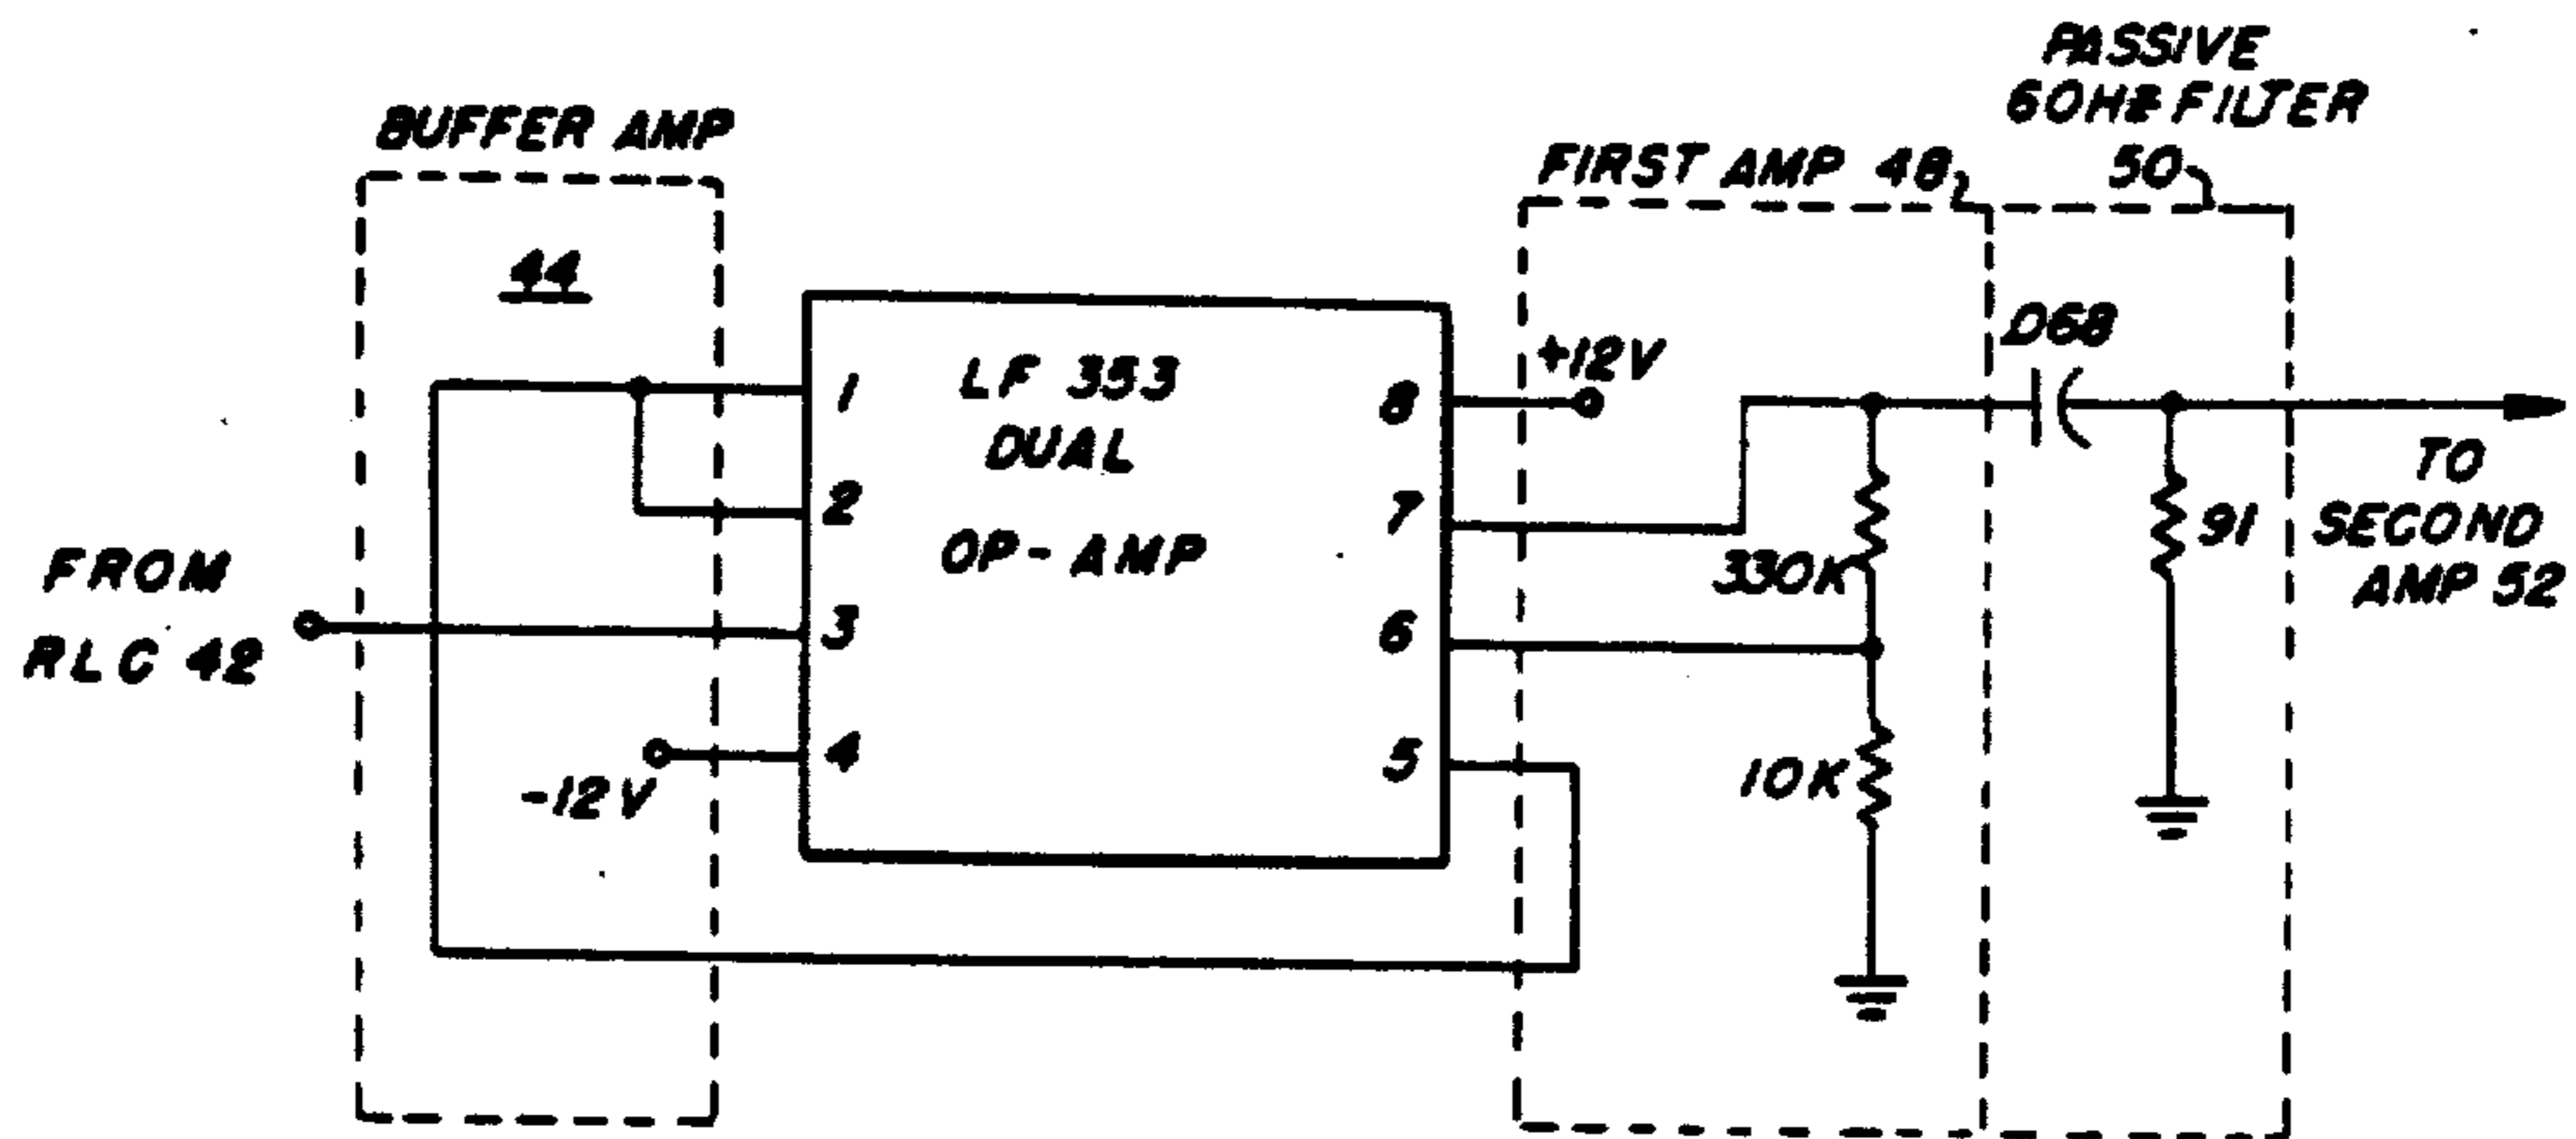 PASSIVE
60HZ FILTER
50
BUFFER AMP
FIRST AMP 48
44
D68
+12V
LF 353
DUAL
OP-AMP
1
2
3
4
8
7
6
5
FROM
RLC 42
-12V
330K
10K
91
TO
SECOND
AMP 52